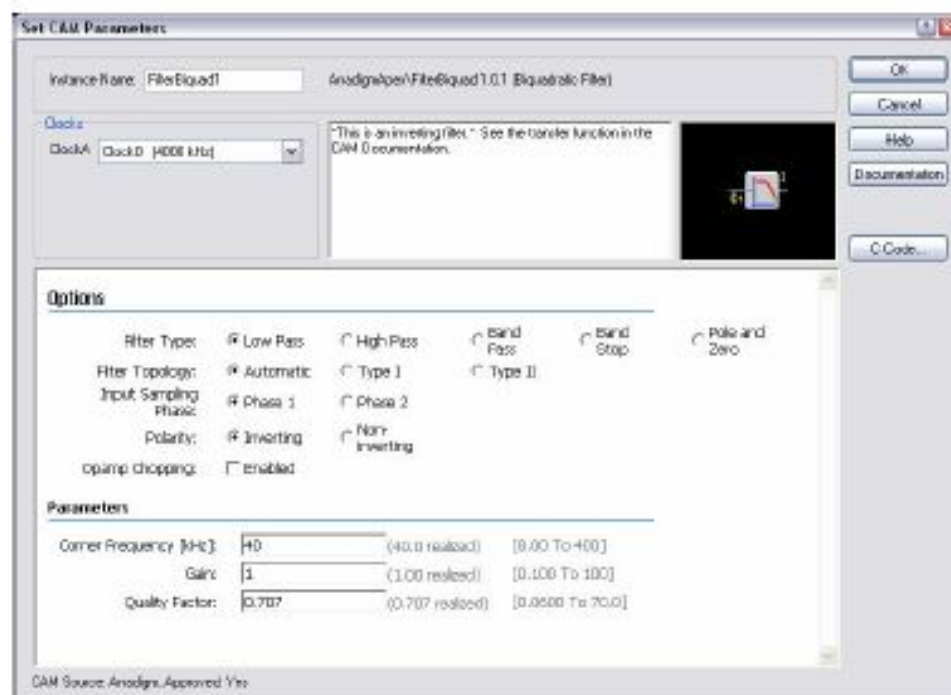 Set CAM Parameters
Instance Name: FilterBiquad1
AnadigmApex\FilterBiquad 1.0.1 (Biquadratic Filter)
OK
Cancel
Help
Documentation
C Code...
Clocks
ClockA ClockD (4000 kHz)
"This is an inverting filter." See the transfer function in the
CAM Documentation.
Options
Filter Type: Low Pass High Pass Band Pass Band Stop Pole and Zero
Filter Topology: Automatic Type I Type II
Input Sampling Phase: Phase 1 Phase 2
Polarity: Inverting Non-inverting
Opamp Chopping: Enabled
Parameters
Corner Frequency [kHz]: 40 (40.0 realized) [8.00 To 400]
Gain: 1 (1.00 realized) [0.100 To 100]
Quality Factor: 0.707 (0.707 realized) [0.0600 To 70.0]
CAM Source: Anadigm, Approved: Yes